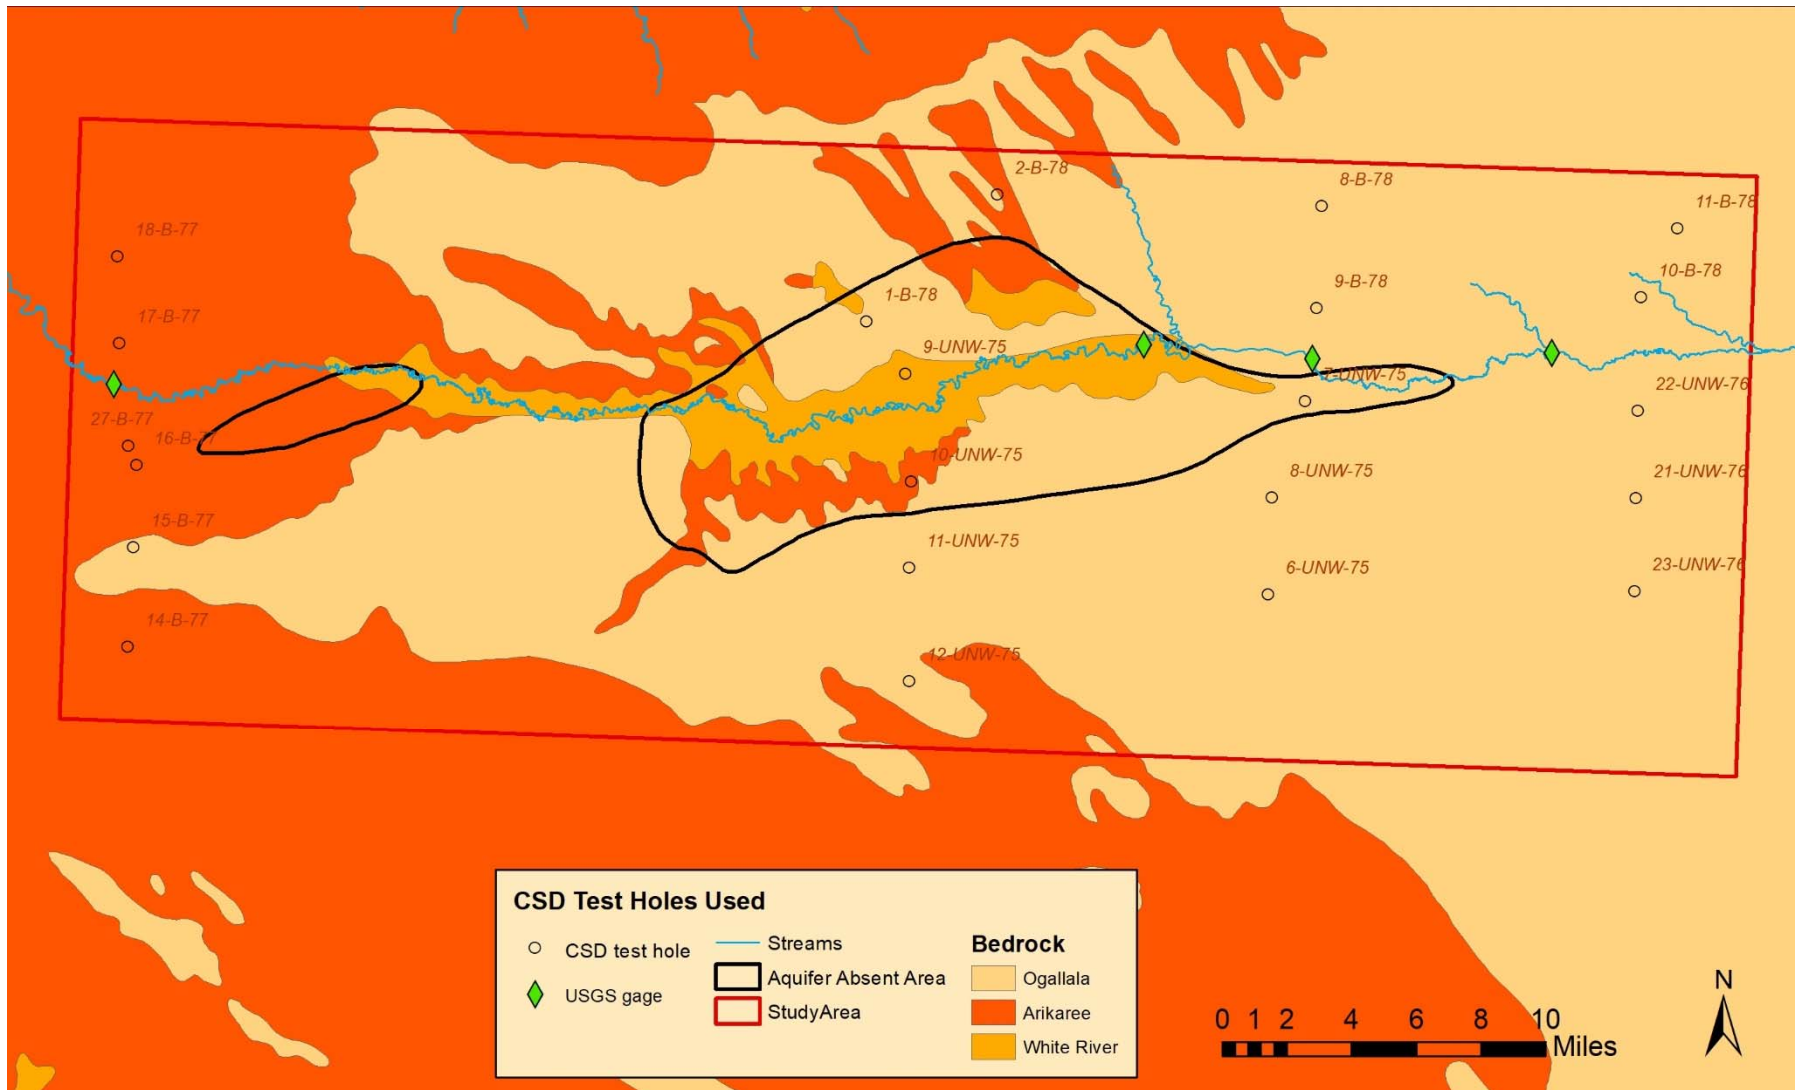 2-B-78
8-B-78
11-B-78
18-B-77
10-B-78
9-B-78
1-B-78
17-B-77
9-UNW-75
7-UNW-75
22-UNW-76
27-B-77
16-B-77
10-UNW-75
8-UNW-75
21-UNW-76
15-B-77
11-UNW-75
6-UNW-75
23-UNW-76
14-B-77
12-UNW-75
CSD Test Holes Used
CSD test hole
USGS gage
Streams
Aquifer Absent Area
StudyArea
Bedrock
Ogallala
Arikaree
White River
0 1 2 4 6 8 10
Miles
N